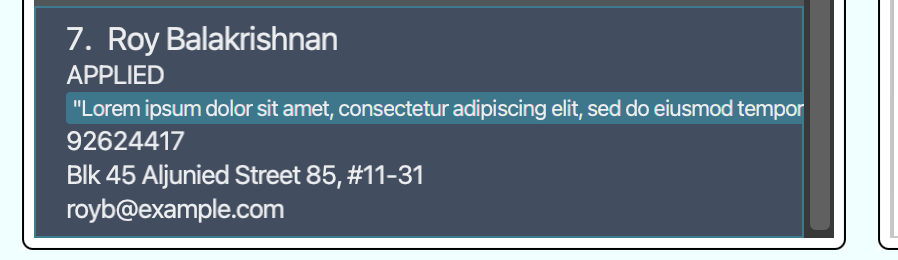 7. Roy Balakrishnan
APPLIED
"Lorem ipsum dolor sit amet, consectetur adipiscing elit, sed do eiusmod tempor
92624417
Blk 45 Aljunied Street 85, #11-31
royb@example.com